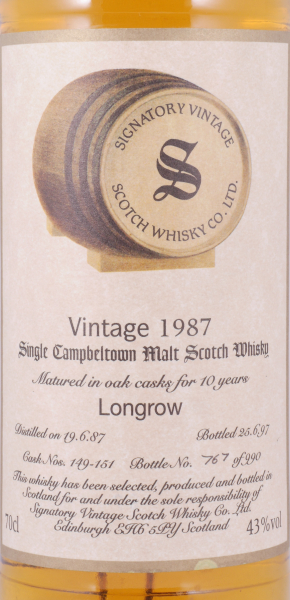 SIGNATORY VINTAGE
S
SCOTCH WHISKY CO. LTD.
Vintage 1987
Single Campbeltown Malt Scotch Whisky
Matured in oak casks for 10 years
Longrow
Distilled on 19.6.87 Bottled 25.6.97
Cask Nos. 149-151 Bottle No. 767 of 990
This whisky has been selected, produced and bottled in
Scotland for and under the sole responsibility of
Signatory Vintage Scotch Whisky Co. Ltd.
70cl Edinburgh EH6 5PY Scotland 43%vol